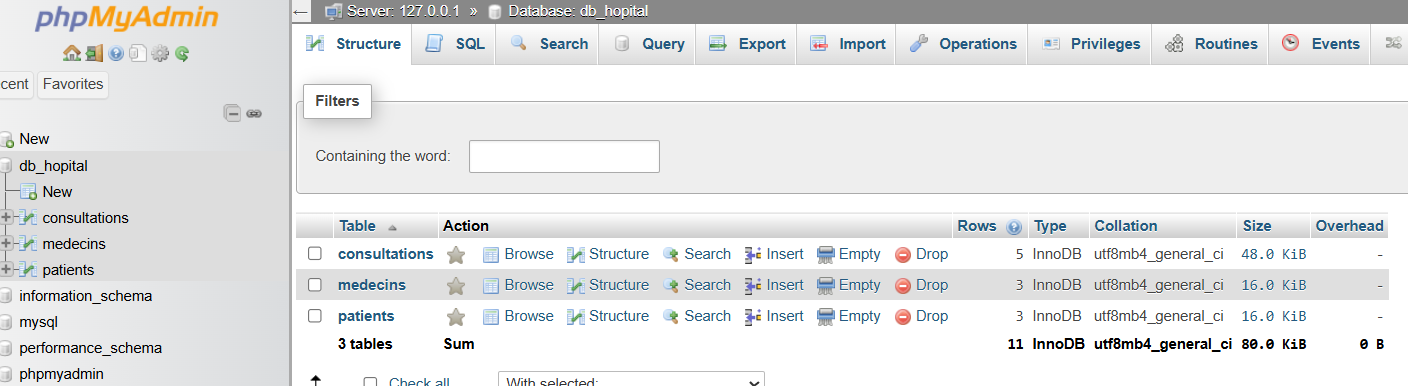 phpMyAdmin
cent Favorites
New
db_hopital
New
consultations
medecins
patients
information_schema
mysql
performance_schema
phpmyadmin
Server: 127.0.0.1 » Database: db_hopital
Structure SQL Search Query Export Import Operations Privileges Routines Events
Filters
Containing the word:
Table Action Rows Type Collation Size Overhead
consultations Browse Structure Search Insert Empty Drop 5 InnoDB utf8mb4_general_ci 48.0 KiB -
medecins Browse Structure Search Insert Empty Drop 3 InnoDB utf8mb4_general_ci 16.0 KiB -
patients Browse Structure Search Insert Empty Drop 3 InnoDB utf8mb4_general_ci 16.0 KiB -
3 tables Sum 11 InnoDB utf8mb4_general_ci 80.0 KiB 0 B
Check all With selected: